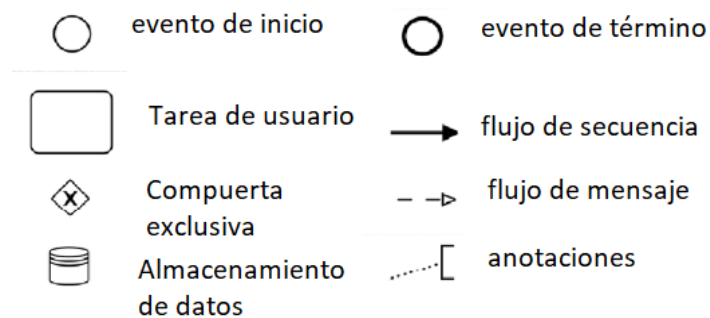 evento de inicio
evento de término
Tarea de usuario
flujo de secuencia
Compuerta
exclusiva
flujo de mensaje
Almacenamiento
de datos
anotaciones